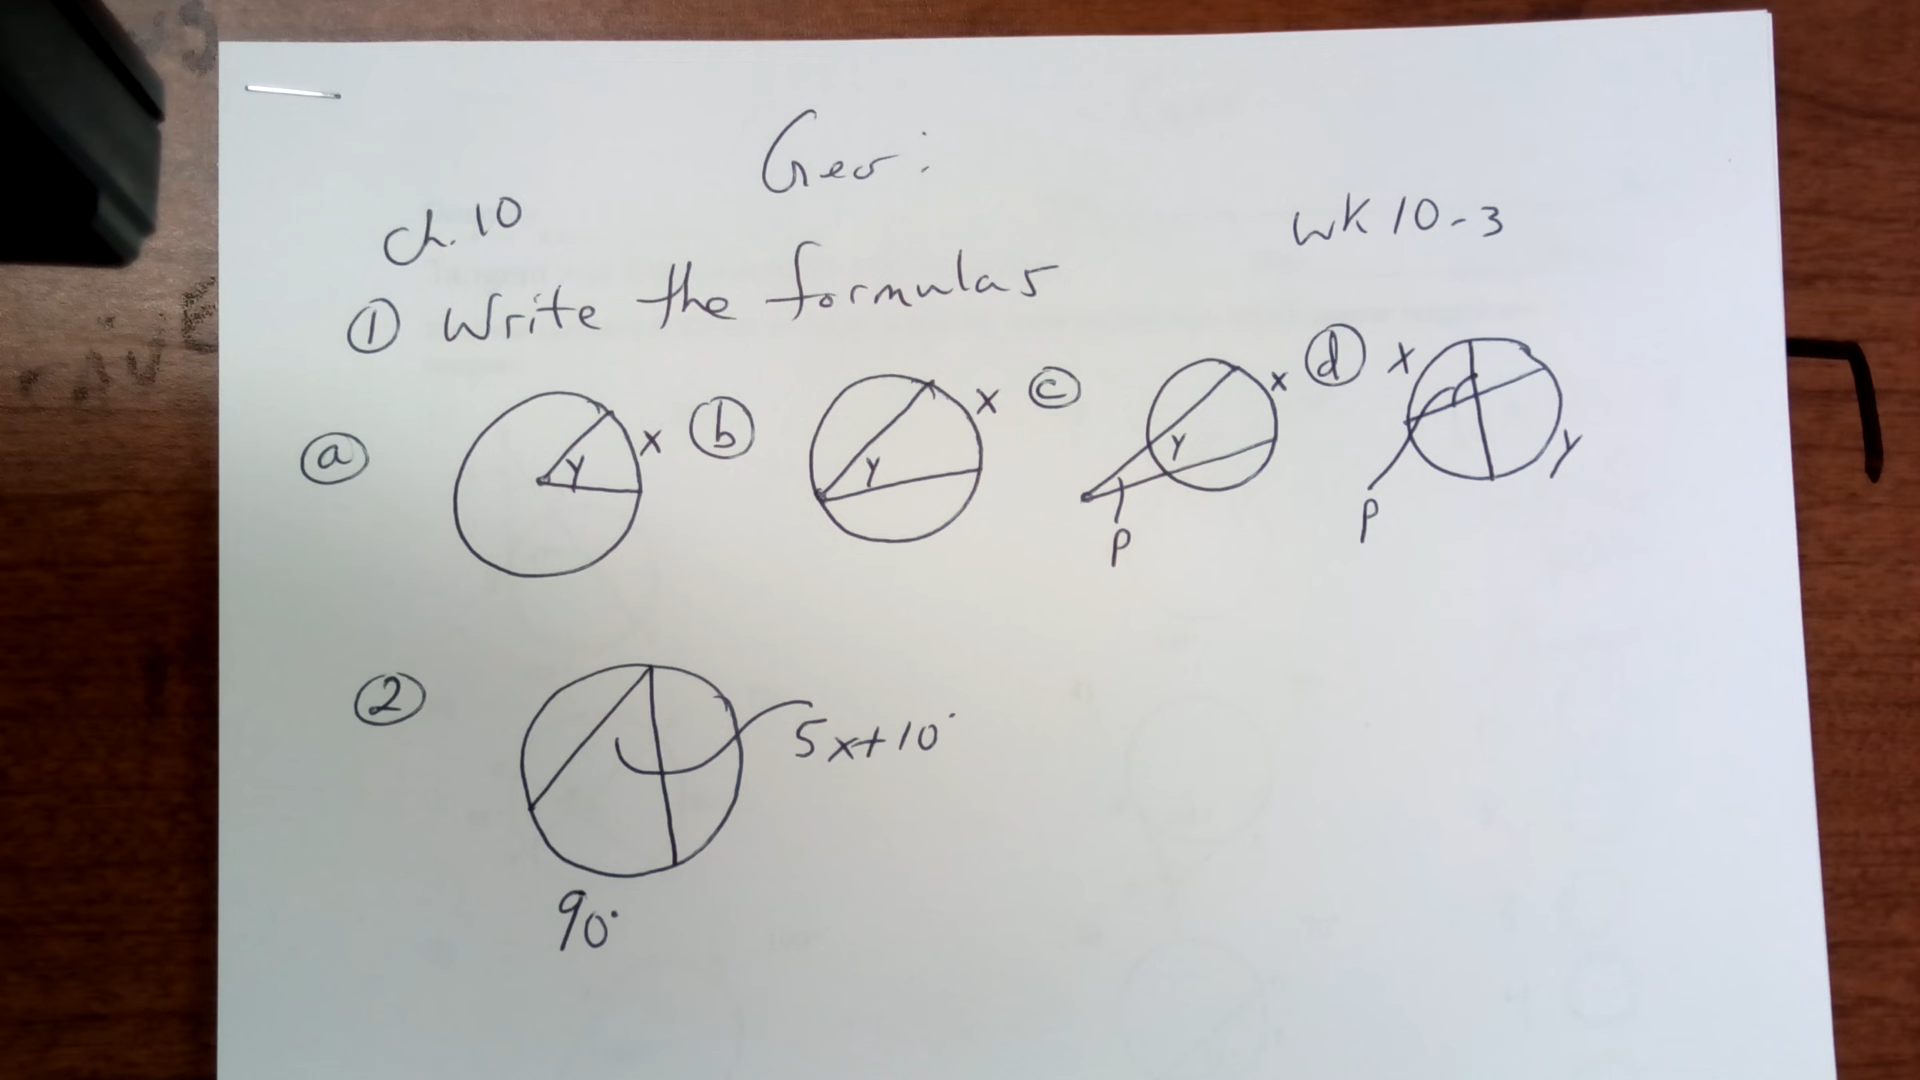 Geo:
ch. 10
wk 10-3
① Write the formulas
ⓐ y x ⓑ y x ⓒ y x P ⓓ x y P
② 5x+10°
90°